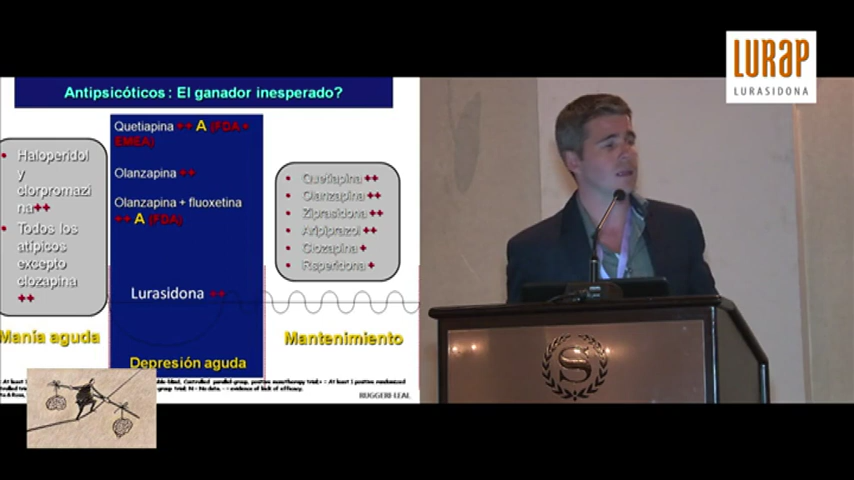 LURAP
LURASIDONA
Antipsicóticos : El ganador inesperado?
Haloperidol
y
clorpromazi
na++
Todos los
atípicos
excepto
clozapina
++
Manía aguda
Quetiapina ++ A (FDA +
EMEA)
Olanzapina ++
Olanzapina + fluoxetina
++ A (FDA)
Lurasidona ++
Depresión aguda
Quetiapina ++
Olanzapina ++
Ziprasidona ++
Aripiprazol ++
Clozapina +
Risperidona +
Mantenimiento
RUGGERI-LEAL
S